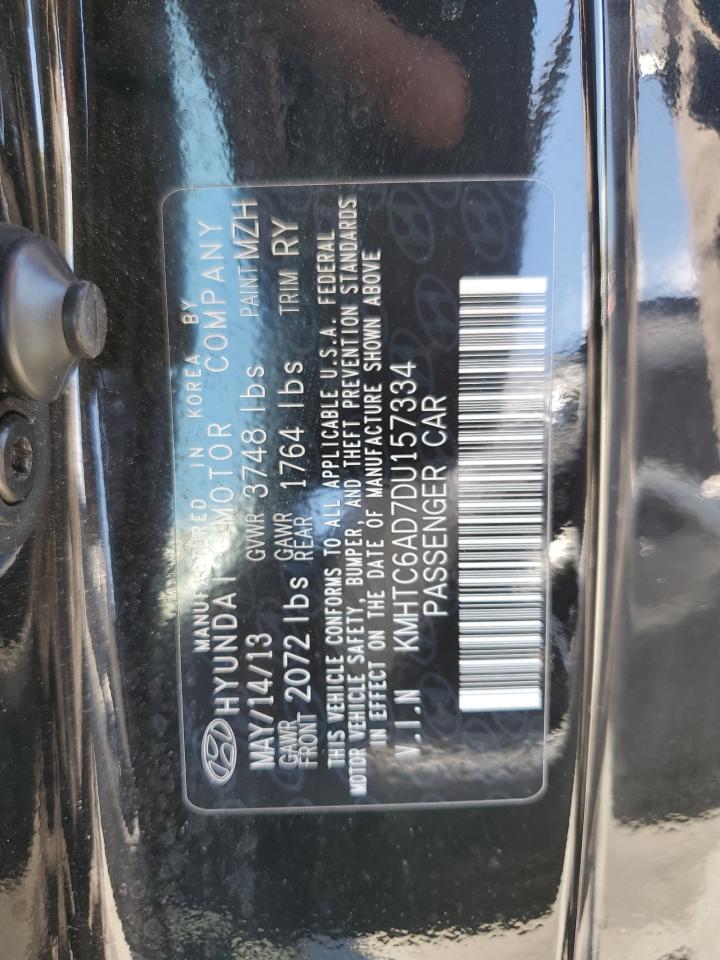 MANUFACTURED IN KOREA BY
HYUNDAI MOTOR COMPANY
MAY/14/13 GVWR 3748 lbs PAINT MZH
GAWR FRONT 2072 lbs GAWR REAR 1764 lbs TRIM RY
THIS VEHICLE CONFORMS TO ALL APPLICABLE U.S.A. FEDERAL
MOTOR VEHICLE SAFETY, BUMPER, AND THEFT PREVENTION STANDARDS
IN EFFECT ON THE DATE OF MANUFACTURE SHOWN ABOVE
V.I.N KMHTC6AD7DU157334
PASSENGER CAR